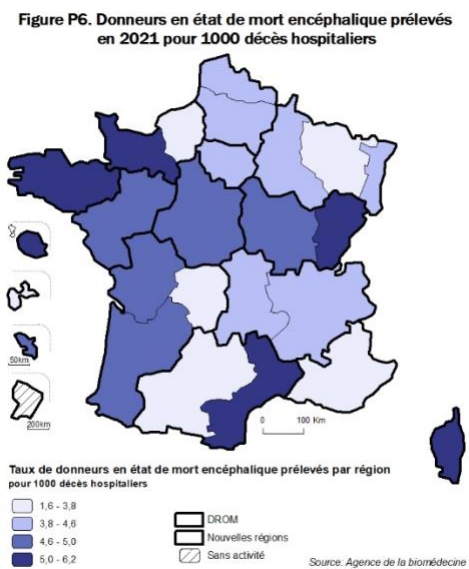 Figure P6. Donneurs en état de mort encéphalique prélevés
en 2021 pour 1000 décès hospitaliers
50km
200km
0 100 Km
Taux de donneurs en état de mort encéphalique prélevés par région
pour 1000 décès hospitaliers
1,6 - 3,8
3,8 - 4,6
4,6 - 5,0
5,0 - 6,2
DROM
Nouvelles régions
Sans activité
Source: Agence de la biomédecine